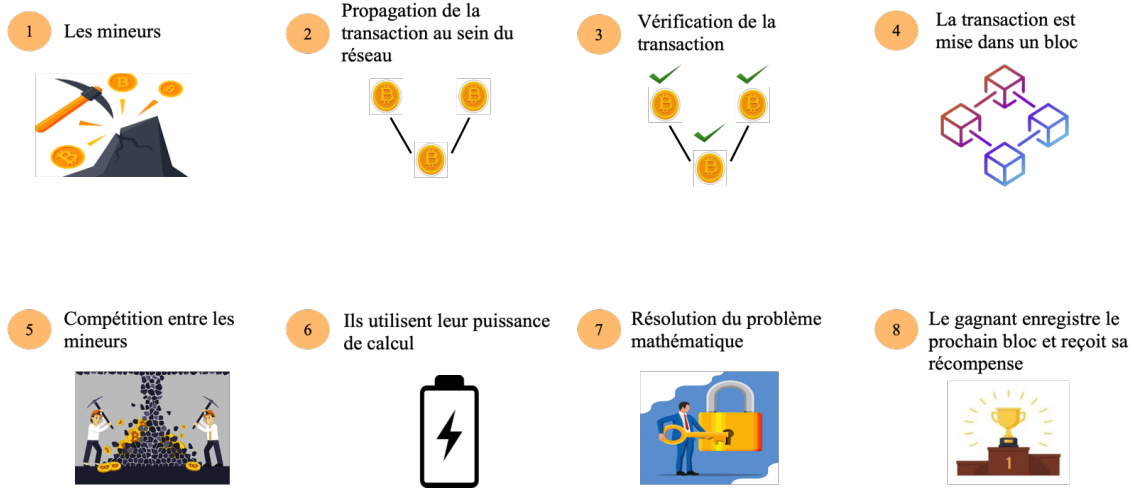 1
Les mineurs
2
Propagation de la
transaction au sein du
réseau
3
Vérification de la
transaction
4
La transaction est
mise dans un bloc
5
Compétition entre les
mineurs
6
Ils utilisent leur puissance
de calcul
7
Résolution du problème
mathématique
8
Le gagnant enregistre le
prochain bloc et reçoit sa
récompense
1